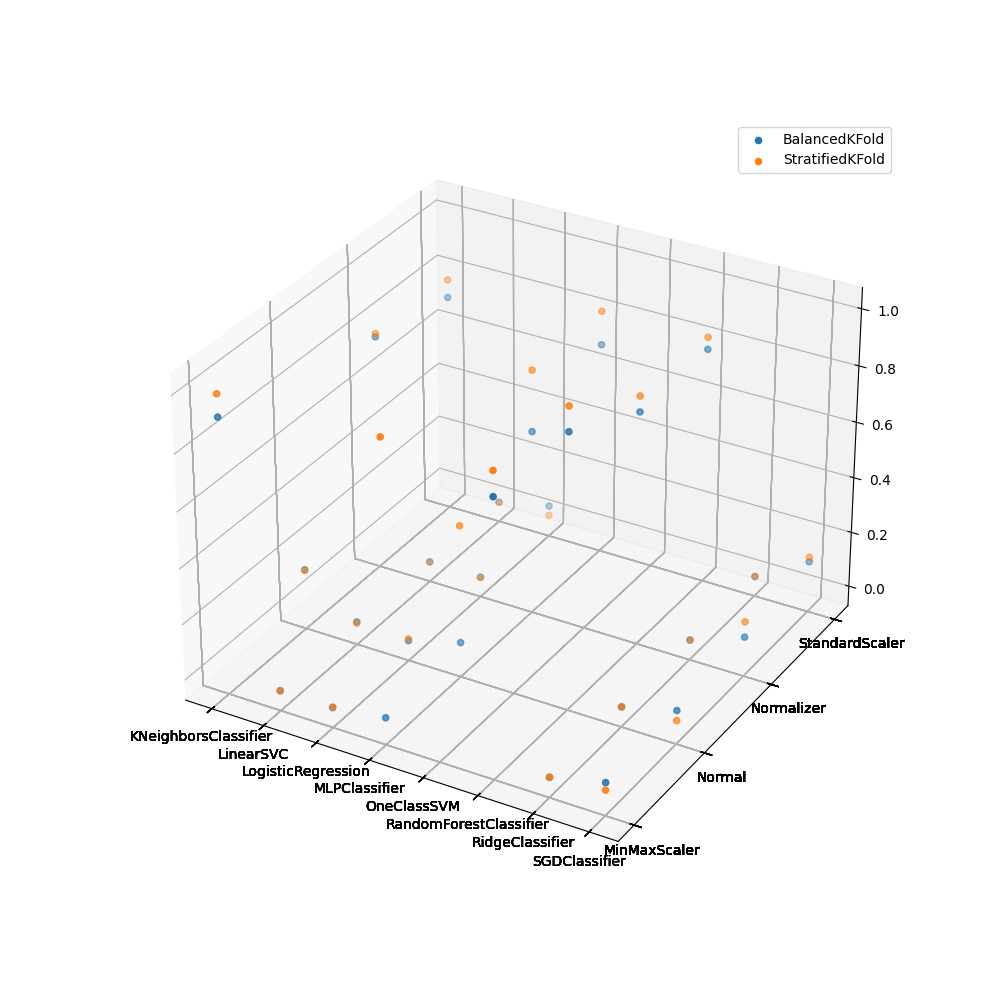 BalancedKFold
StratifiedKFold
1.0
0.8
0.6
0.4
0.2
0.0
StandardScaler
Normalizer
Normal
MinMaxScaler
KNeighborsClassifier
LinearSVC
LogisticRegression
MLPClassifier
OneClassSVM
RandomForestClassifier
RidgeClassifier
SGDClassifier